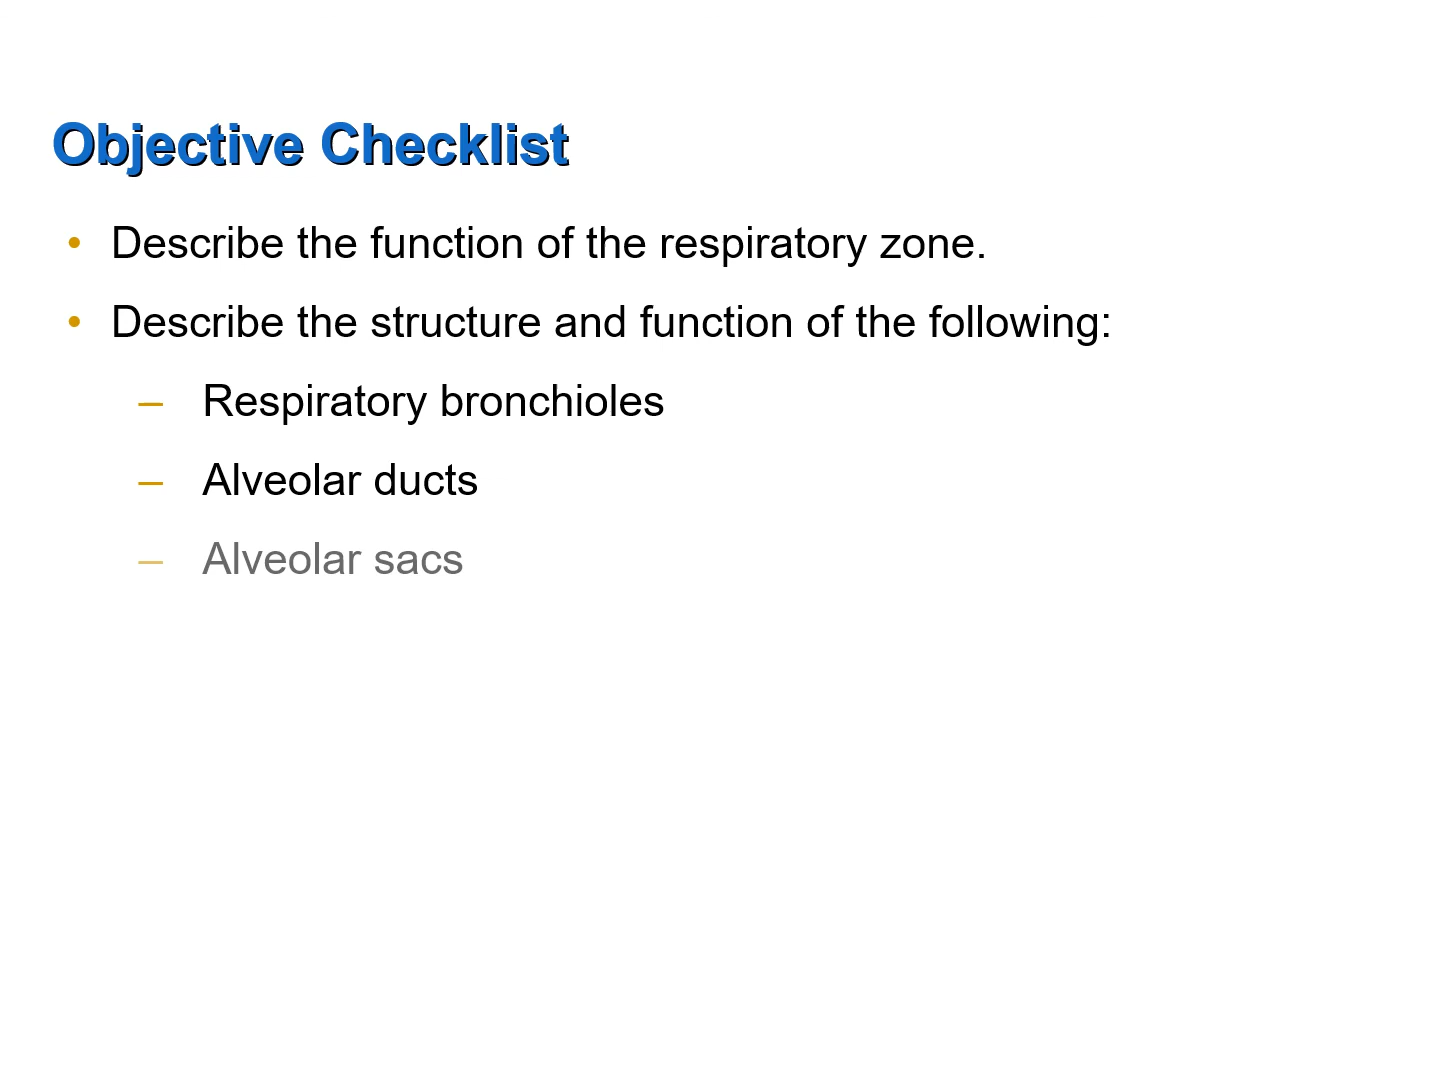 Objective Checklist
• Describe the function of the respiratory zone.
• Describe the structure and function of the following:
– Respiratory bronchioles
– Alveolar ducts
– Alveolar sacs